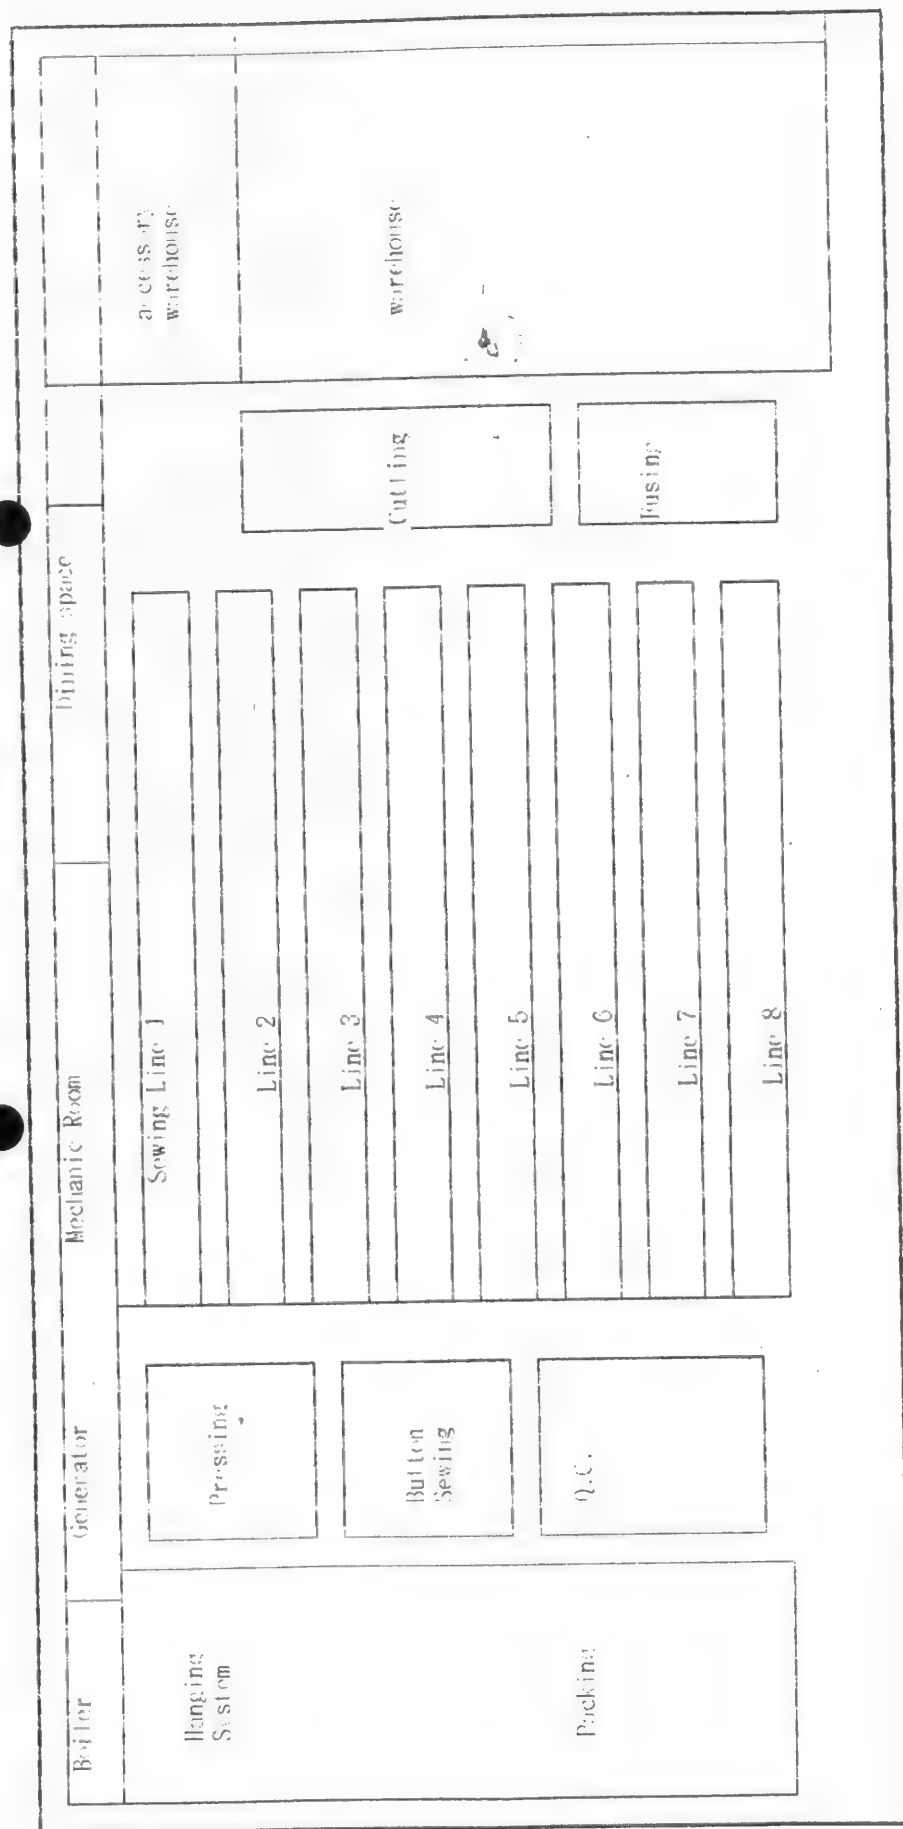 Boiler
Generator
Mechanic Room
Dining space
Hanging
System
Packing
Pressing
Button
Sewing
Q.C.
Sewing Line 1
Line 2
Line 3
Line 4
Line 5
Line 6
Line 7
Line 8
Cutting
Fusing
accessory
warehouse
warehouse